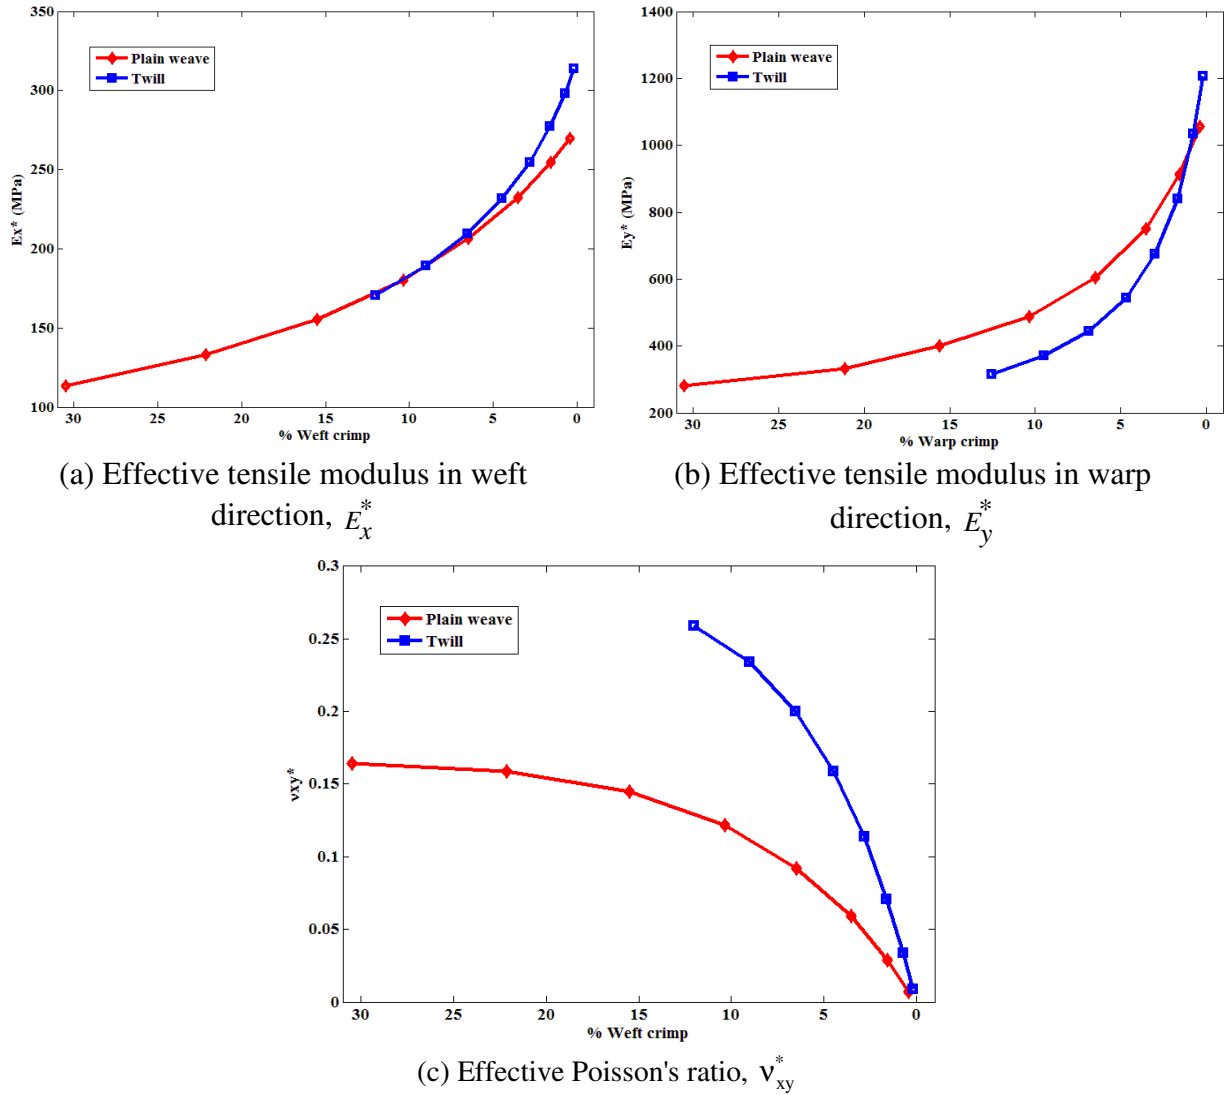 350
300
250
200
150
100
Ex* (MPa)
Plain weave
Twill
30 25 20 15 10 5 0
% Weft crimp
(a) Effective tensile modulus in weft
direction, E*x
1400
1200
1000
800
600
400
200
Ey* (MPa)
Plain weave
Twill
30 25 20 15 10 5 0
% Warp crimp
(b) Effective tensile modulus in warp
direction, E*y
0.3
0.25
0.2
0.15
0.1
0.05
0
νxy*
Plain weave
Twill
30 25 20 15 10 5 0
% Weft crimp
(c) Effective Poisson's ratio, ν*xy